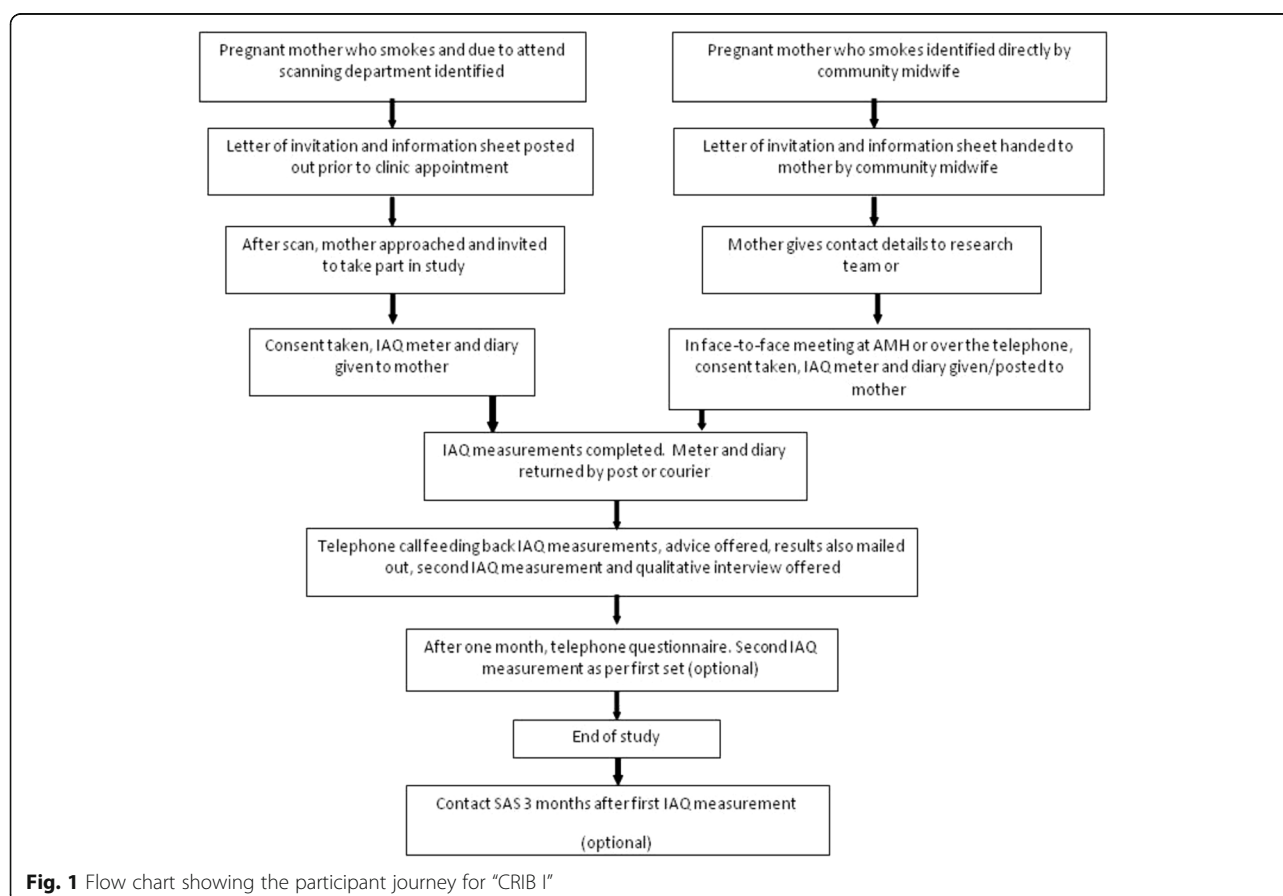 Pregnant mother who smokes and due to attend
scanning department identified
Pregnant mother who smokes identified directly by
community midwife
Letter of invitation and information sheet posted
out prior to clinic appointment
Letter of invitation and information sheet handed to
mother by community midwife
After scan, mother approached and invited
to take part in study
Mother gives contact details to research
team or
Consent taken, IAQ meter and diary
given to mother
In face-to-face meeting at AMH or over the telephone,
consent taken, IAQ meter and diary given/posted to
mother
IAQ measurements completed. Meter and diary
returned by post or courier
Telephone call feeding back IAQ measurements, advice offered, results also mailed
out, second IAQ measurement and qualitative interview offered
After one month, telephone questionnaire. Second IAQ
measurement as per first set (optional)
End of study
Contact SAS 3 months after first IAQ measurement
(optional)
Fig. 1 Flow chart showing the participant journey for “CRIB I”